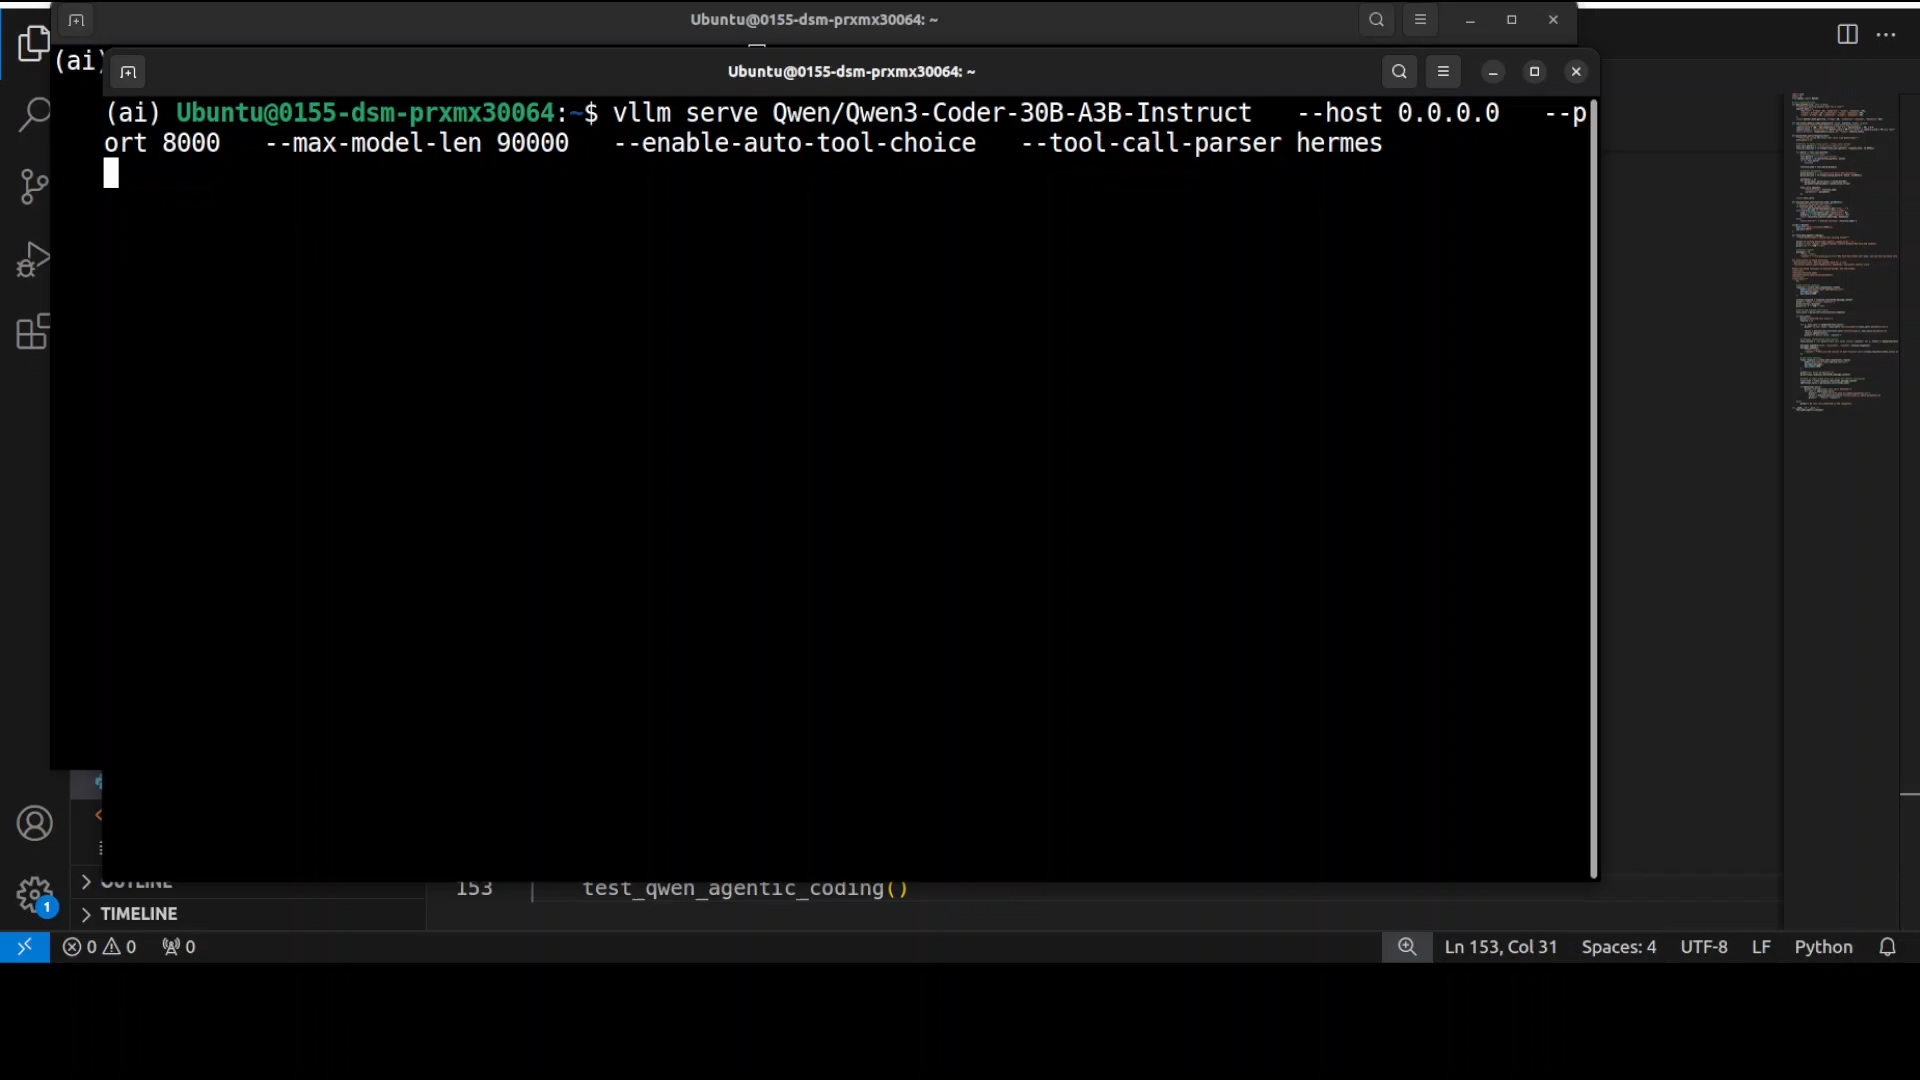 Ubuntu@0155-dsm-prxmx30064: ~
(ai)
Ubuntu@0155-dsm-prxmx30064: ~
(ai) Ubuntu@0155-dsm-prxmx30064:~$ vllm serve Qwen/Qwen3-Coder-30B-A3B-Instruct   --host 0.0.0.0   --p
ort 8000   --max-model-len 90000   --enable-auto-tool-choice   --tool-call-parser hermes
OUTLINE
153 test_qwen_agentic_coding()
TIMELINE
1
0 0 0 Ln 153, Col 31 Spaces: 4 UTF-8 LF Python